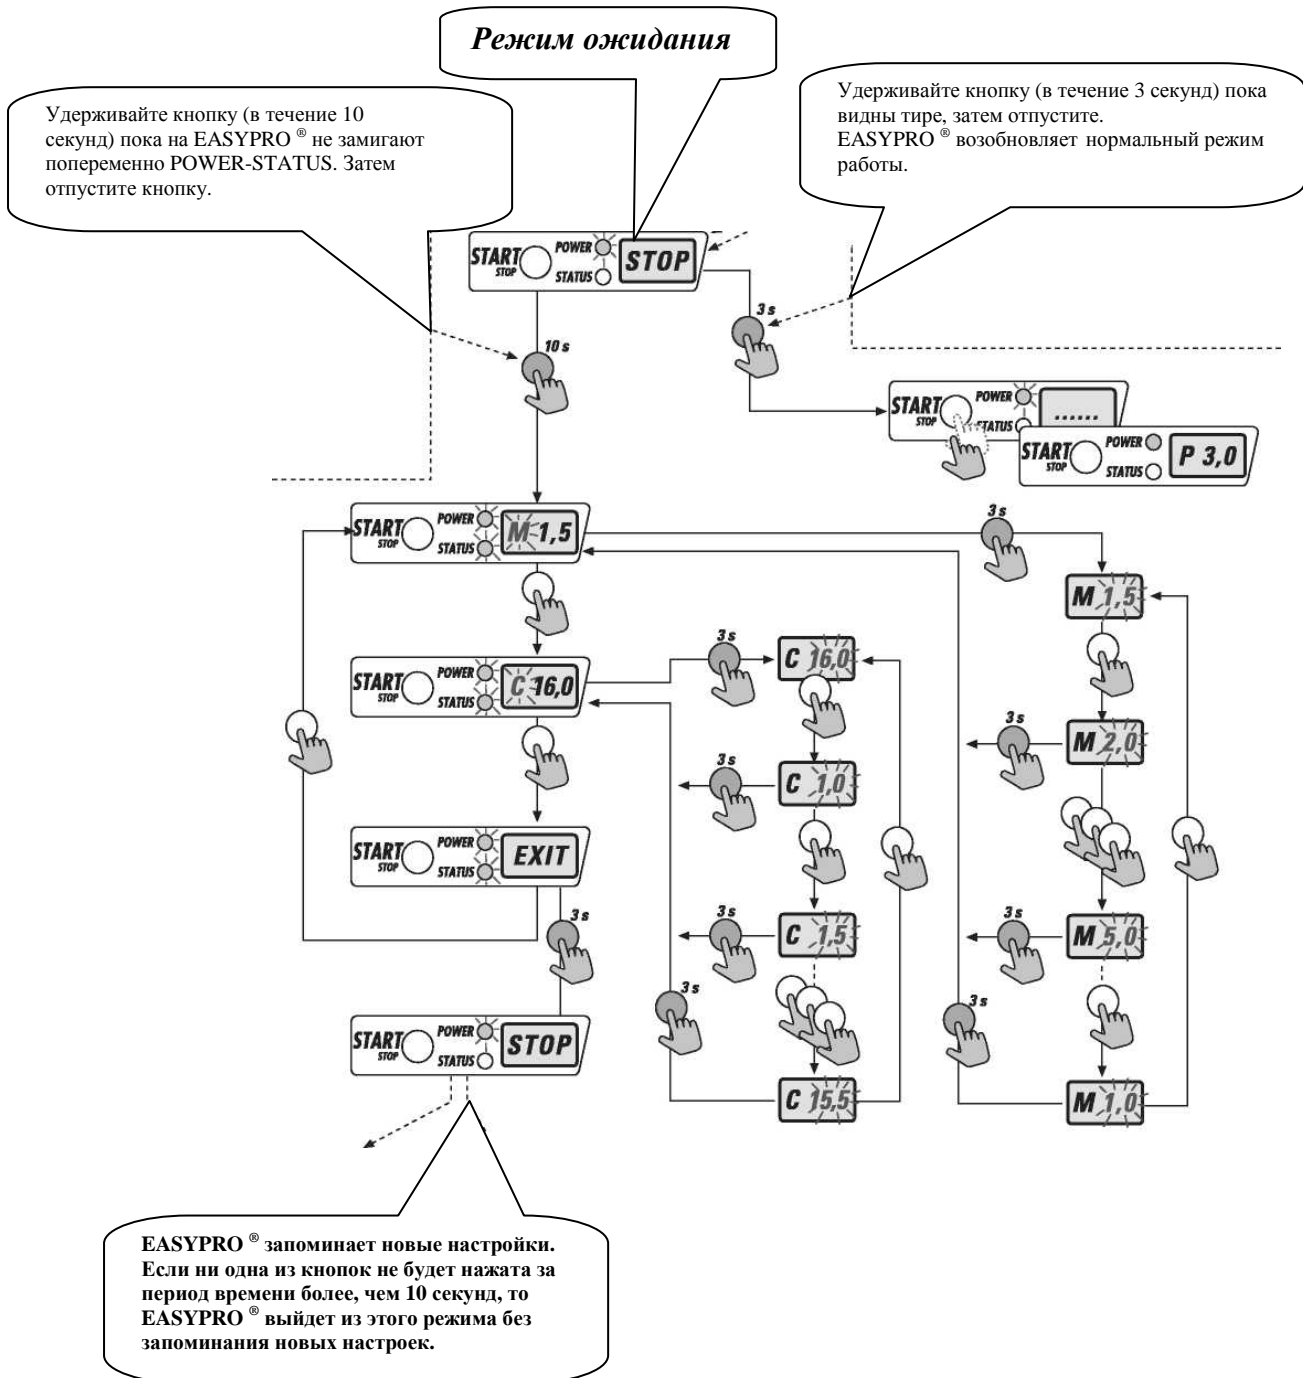 Режим ожидания
Удерживайте кнопку (в течение 10
секунд) пока на EASYPRO ® не замигают
попеременно POWER-STATUS. Затем
отпустите кнопку.
Удерживайте кнопку (в течение 3 секунд) пока
видны тире, затем отпустите.
EASYPRO ® возобновляет нормальный режим
работы.
START STOP POWER STATUS STOP
3 s
10 s
START STOP POWER STATUS ......
START STOP POWER STATUS P 3,0
START STOP POWER STATUS M 1,5
3 s
M 1,5
START STOP POWER STATUS C 16,0
3 s
C 16,0
3 s
M 2,0
3 s
C 1,0
START STOP POWER STATUS EXIT
3 s
3 s
C 1,5
3 s
M 5,0
START STOP POWER STATUS STOP
3 s
3 s
C 15,5
M 1,0
EASYPRO ® запоминает новые настройки.
Если ни одна из кнопок не будет нажата за
период времени более, чем 10 секунд, то
EASYPRO ® выйдет из этого режима без
запоминания новых настроек.